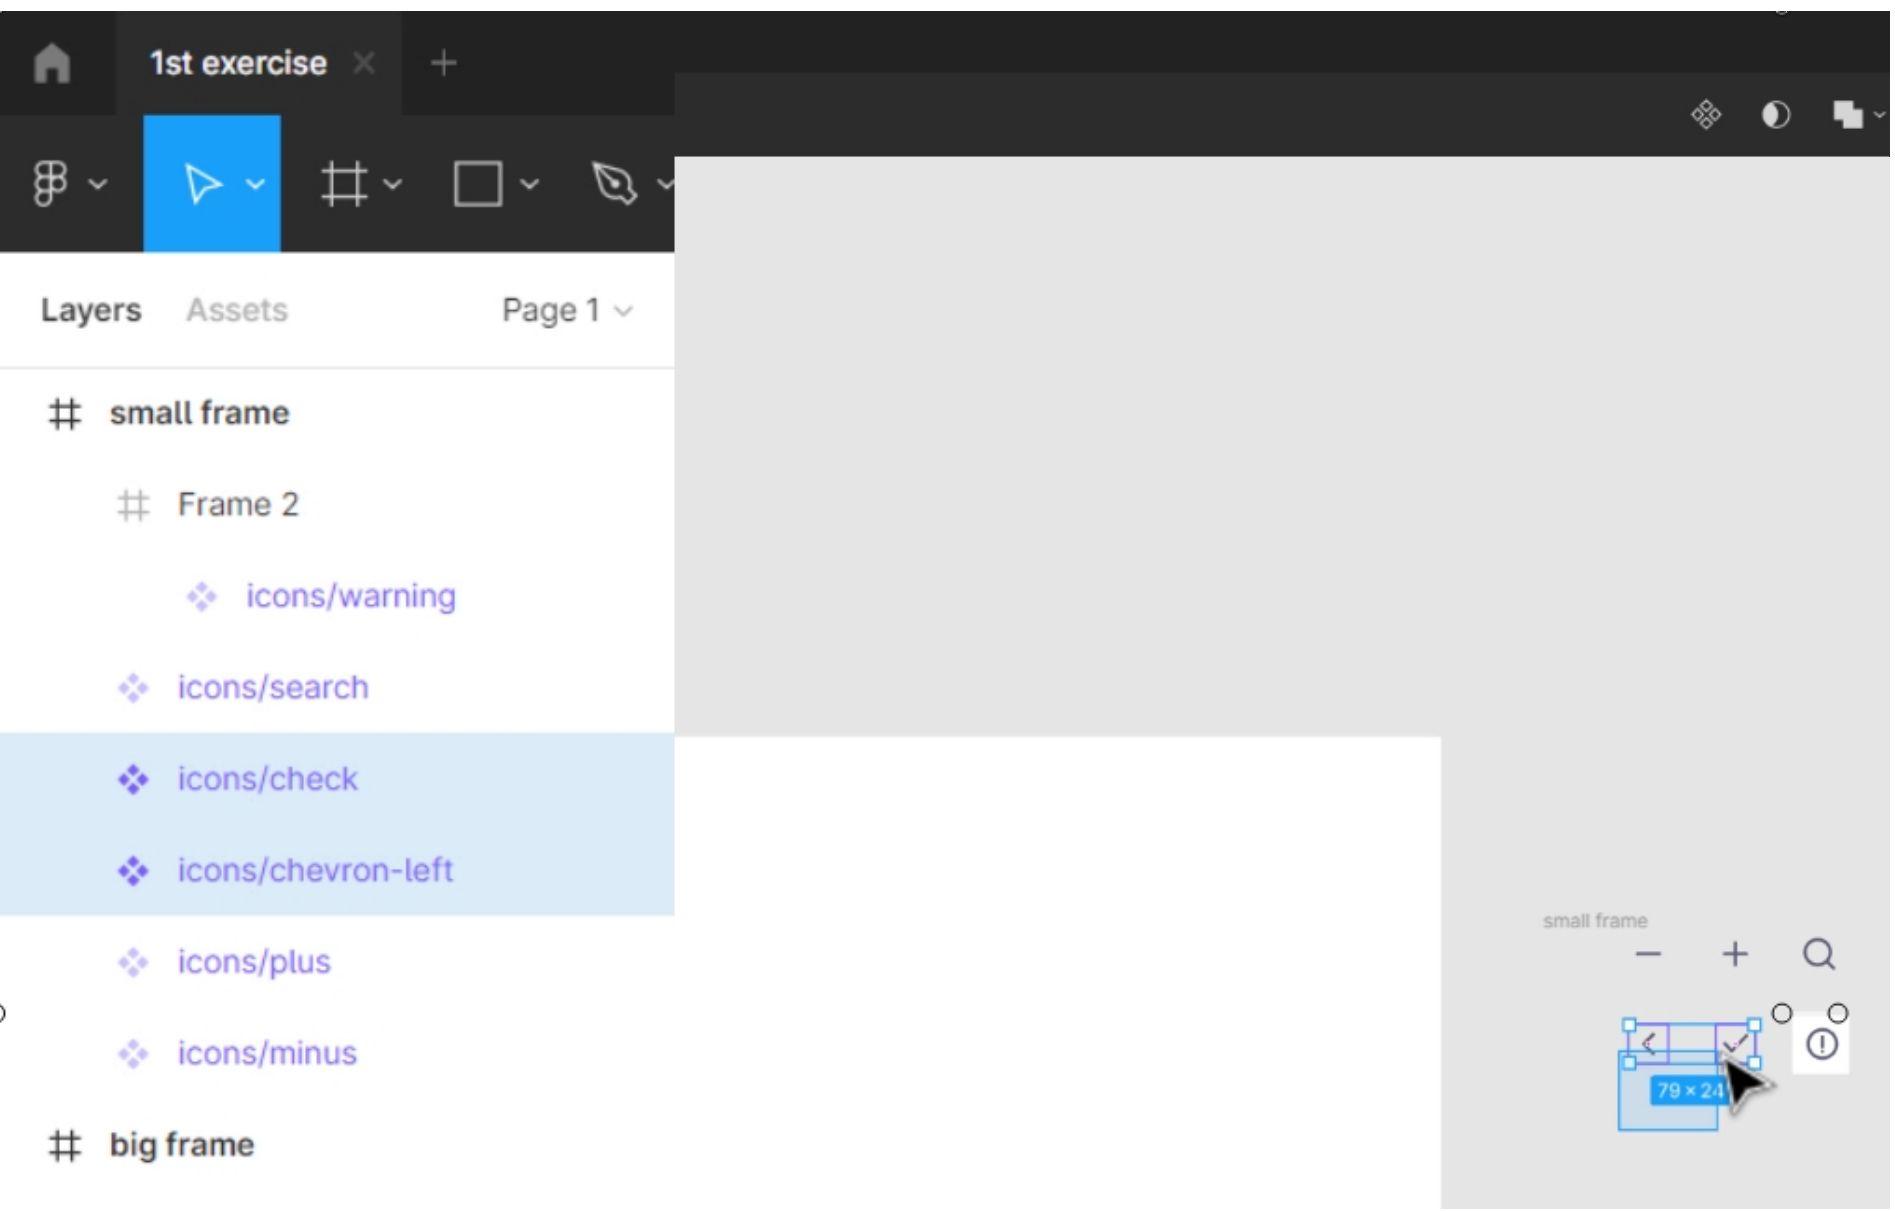 1st exercise
Layers Assets Page 1
small frame
Frame 2
icons/warning
icons/search
icons/check
icons/chevron-left
icons/plus
icons/minus
big frame
small frame
79 × 24